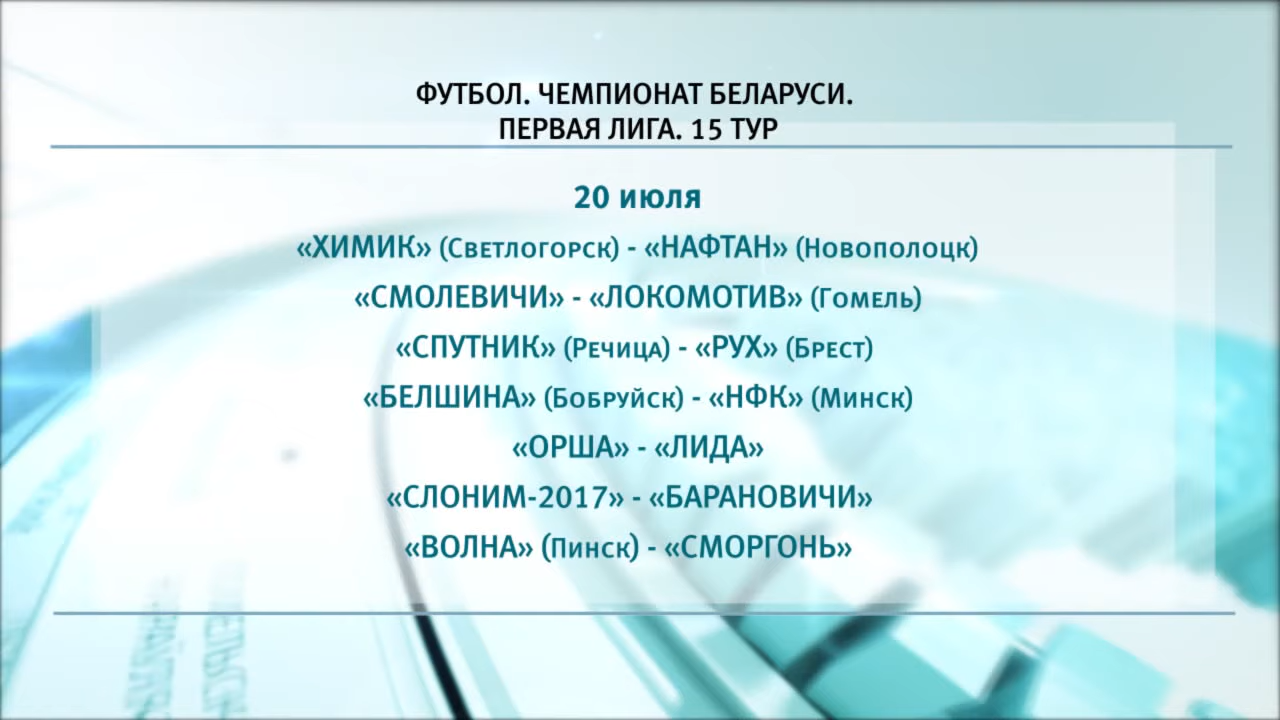 ФУТБОЛ. ЧЕМПИОНАТ БЕЛАРУСИ.
ПЕРВАЯ ЛИГА. 15 ТУР
20 июля
«ХИМИК» (Светлогорск) - «НАФТАН» (Новополоцк)
«СМОЛЕВИЧИ» - «ЛОКОМОТИВ» (Гомель)
«СПУТНИК» (Речица) - «РУХ» (Брест)
«БЕЛШИНА» (Бобруйск) - «НФК» (Минск)
«ОРША» - «ЛИДА»
«СЛОНИМ-2017» - «БАРАНОВИЧИ»
«ВОЛНА» (Пинск) - «СМОРГОНЬ»